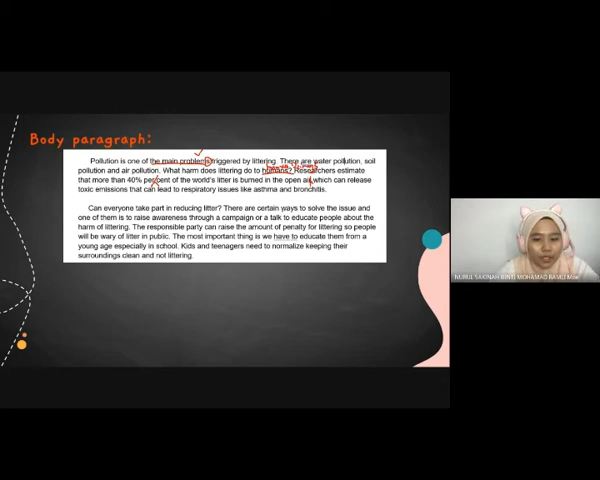 Body paragraph:
Pollution is one of the main problems triggered by littering. There are water pollution, soil
pollution and air pollution. What harm does littering do to humans? Researchers estimate
that more than 40% percent of the world's litter is burned in the open air which can release
toxic emissions that can lead to respiratory issues like asthma and bronchitis.
Can everyone take part in reducing litter? There are certain ways to solve the issue and
one of them is to raise awareness through a campaign or a talk to educate people about the
harm of littering. The responsible party can raise the amount of penalty for littering so people
will be wary of litter in public. The most important thing is we have to educate them from a
young age especially in school. Kids and teenagers need to normalize keeping their
surroundings clean and not littering.
NURUL SAKINAH BINTI MOHAMAD RAMLI Moe